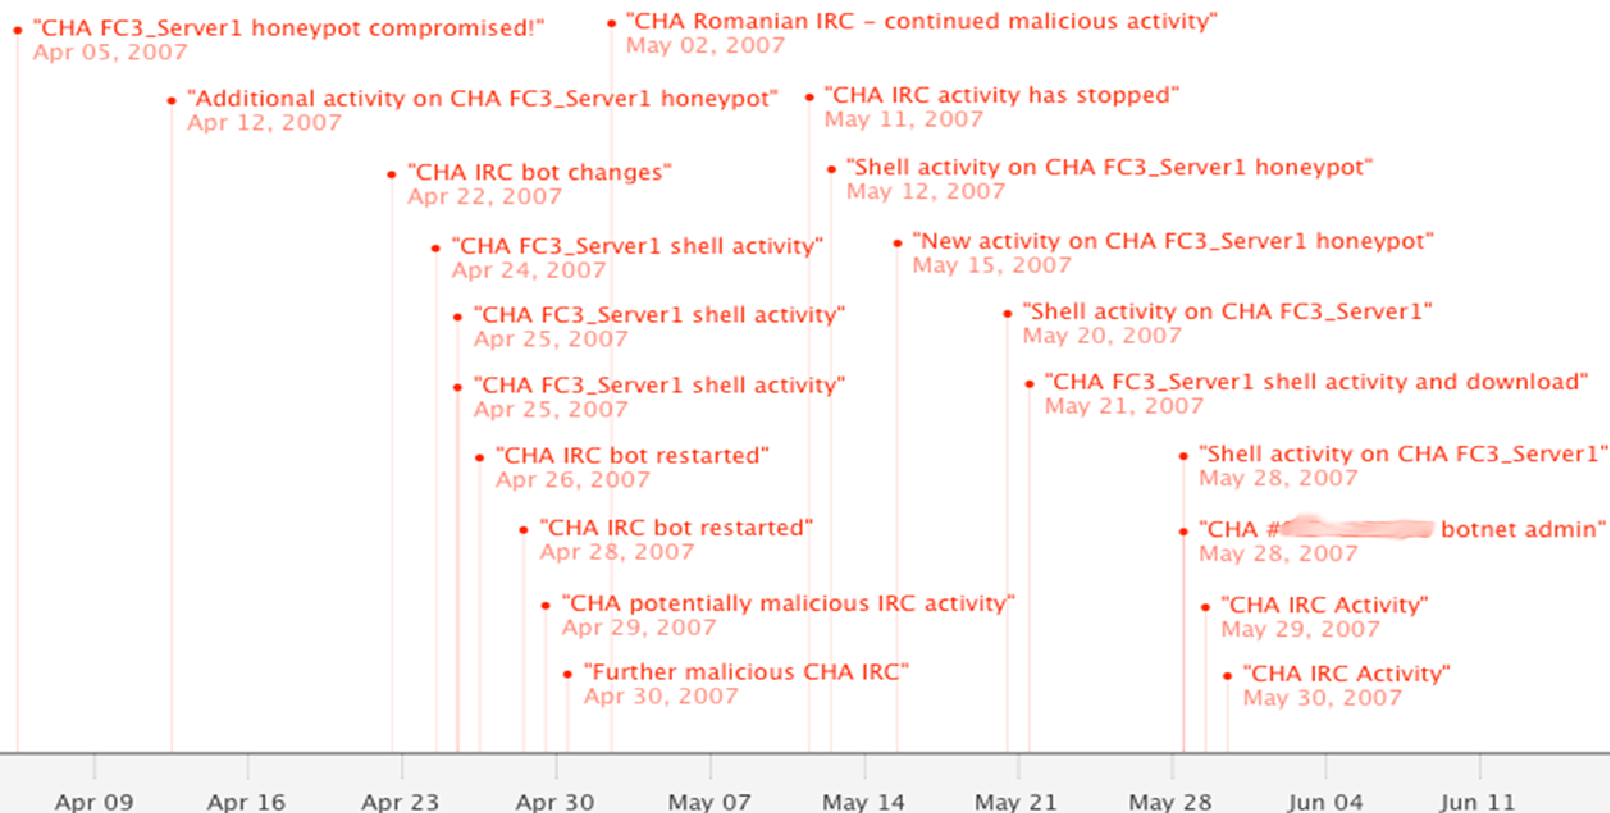 "CHA FC3_Server1 honeypot compromised!"
Apr 05, 2007
"Additional activity on CHA FC3_Server1 honeypot"
Apr 12, 2007
"CHA IRC bot changes"
Apr 22, 2007
"CHA FC3_Server1 shell activity"
Apr 24, 2007
"CHA FC3_Server1 shell activity"
Apr 25, 2007
"CHA FC3_Server1 shell activity"
Apr 25, 2007
"CHA IRC bot restarted"
Apr 26, 2007
"CHA IRC bot restarted"
Apr 28, 2007
"CHA potentially malicious IRC activity"
Apr 29, 2007
"Further malicious CHA IRC"
Apr 30, 2007
"CHA Romanian IRC – continued malicious activity"
May 02, 2007
"CHA IRC activity has stopped"
May 11, 2007
"Shell activity on CHA FC3_Server1 honeypot"
May 12, 2007
"New activity on CHA FC3_Server1 honeypot"
May 15, 2007
"Shell activity on CHA FC3_Server1"
May 20, 2007
"CHA FC3_Server1 shell activity and download"
May 21, 2007
"Shell activity on CHA FC3_Server1"
May 28, 2007
"CHA # botnet admin"
May 28, 2007
"CHA IRC Activity"
May 29, 2007
"CHA IRC Activity"
May 30, 2007
Apr 09 Apr 16 Apr 23 Apr 30 May 07 May 14 May 21 May 28 Jun 04 Jun 11